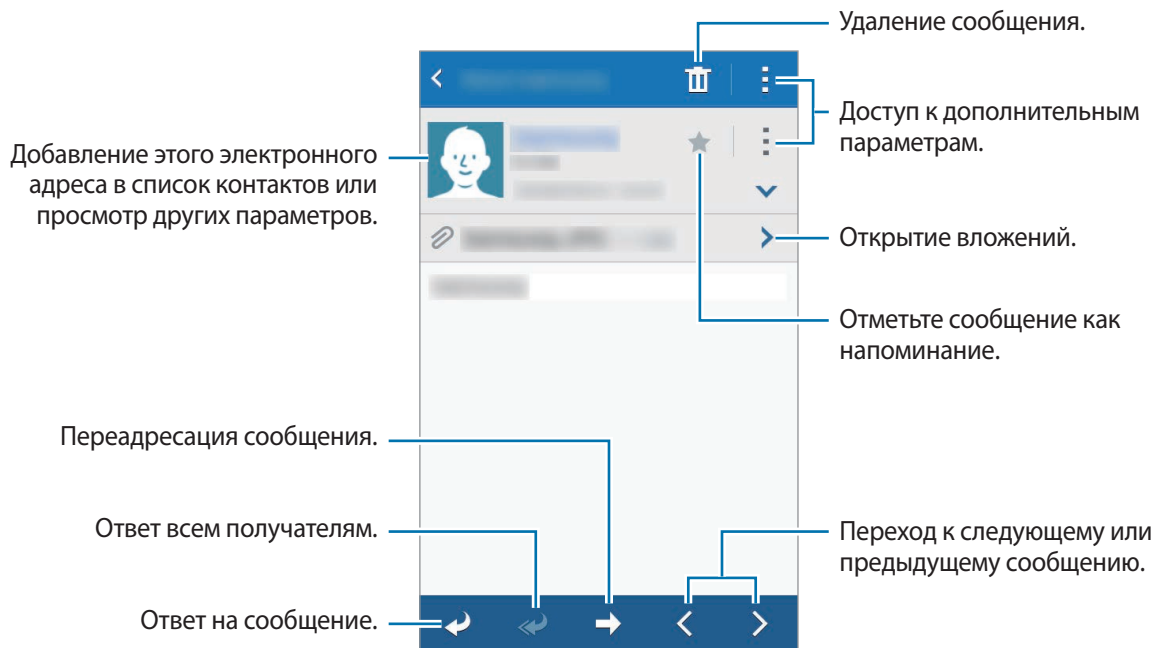 Удаление сообщения.
Доступ к дополнительным
параметрам.
Добавление этого электронного
адреса в список контактов или
просмотр других параметров.
Открытие вложений.
Отметьте сообщение как
напоминание.
Переадресация сообщения.
Ответ всем получателям.
Переход к следующему или
предыдущему сообщению.
Ответ на сообщение.